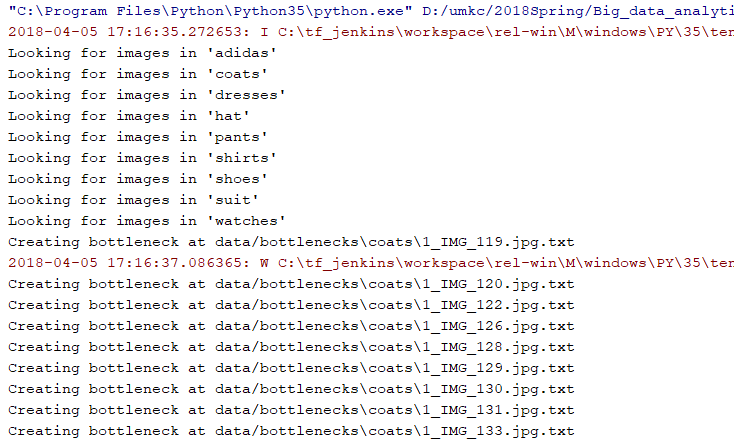 "C:\Program Files\Python\Python35\python.exe" D:/umkc/2018Spring/Big_data_analyti
2018-04-05 17:16:35.272653: I C:\tf_jenkins\workspace\rel-win\M\windows\PY\35\ten
Looking for images in 'adidas'
Looking for images in 'coats'
Looking for images in 'dresses'
Looking for images in 'hat'
Looking for images in 'pants'
Looking for images in 'shirts'
Looking for images in 'shoes'
Looking for images in 'suit'
Looking for images in 'watches'
Creating bottleneck at data/bottlenecks\coats\1_IMG_119.jpg.txt
2018-04-05 17:16:37.086365: W C:\tf_jenkins\workspace\rel-win\M\windows\PY\35\ten
Creating bottleneck at data/bottlenecks\coats\1_IMG_120.jpg.txt
Creating bottleneck at data/bottlenecks\coats\1_IMG_122.jpg.txt
Creating bottleneck at data/bottlenecks\coats\1_IMG_126.jpg.txt
Creating bottleneck at data/bottlenecks\coats\1_IMG_128.jpg.txt
Creating bottleneck at data/bottlenecks\coats\1_IMG_129.jpg.txt
Creating bottleneck at data/bottlenecks\coats\1_IMG_130.jpg.txt
Creating bottleneck at data/bottlenecks\coats\1_IMG_131.jpg.txt
Creating bottleneck at data/bottlenecks\coats\1_IMG_133.jpg.txt